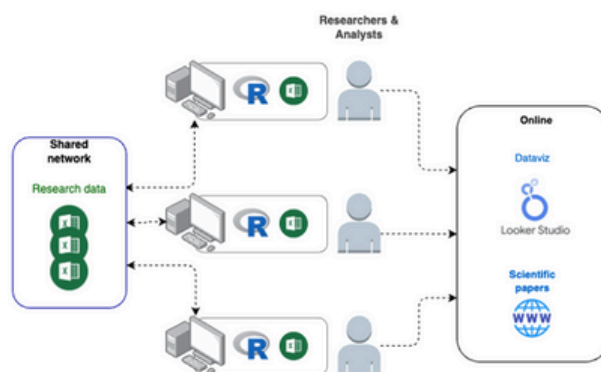 Researchers &
Analysts
R
Shared
network
Research data
R
R
Online
Dataviz
Looker Studio
Scientific
papers
WWW